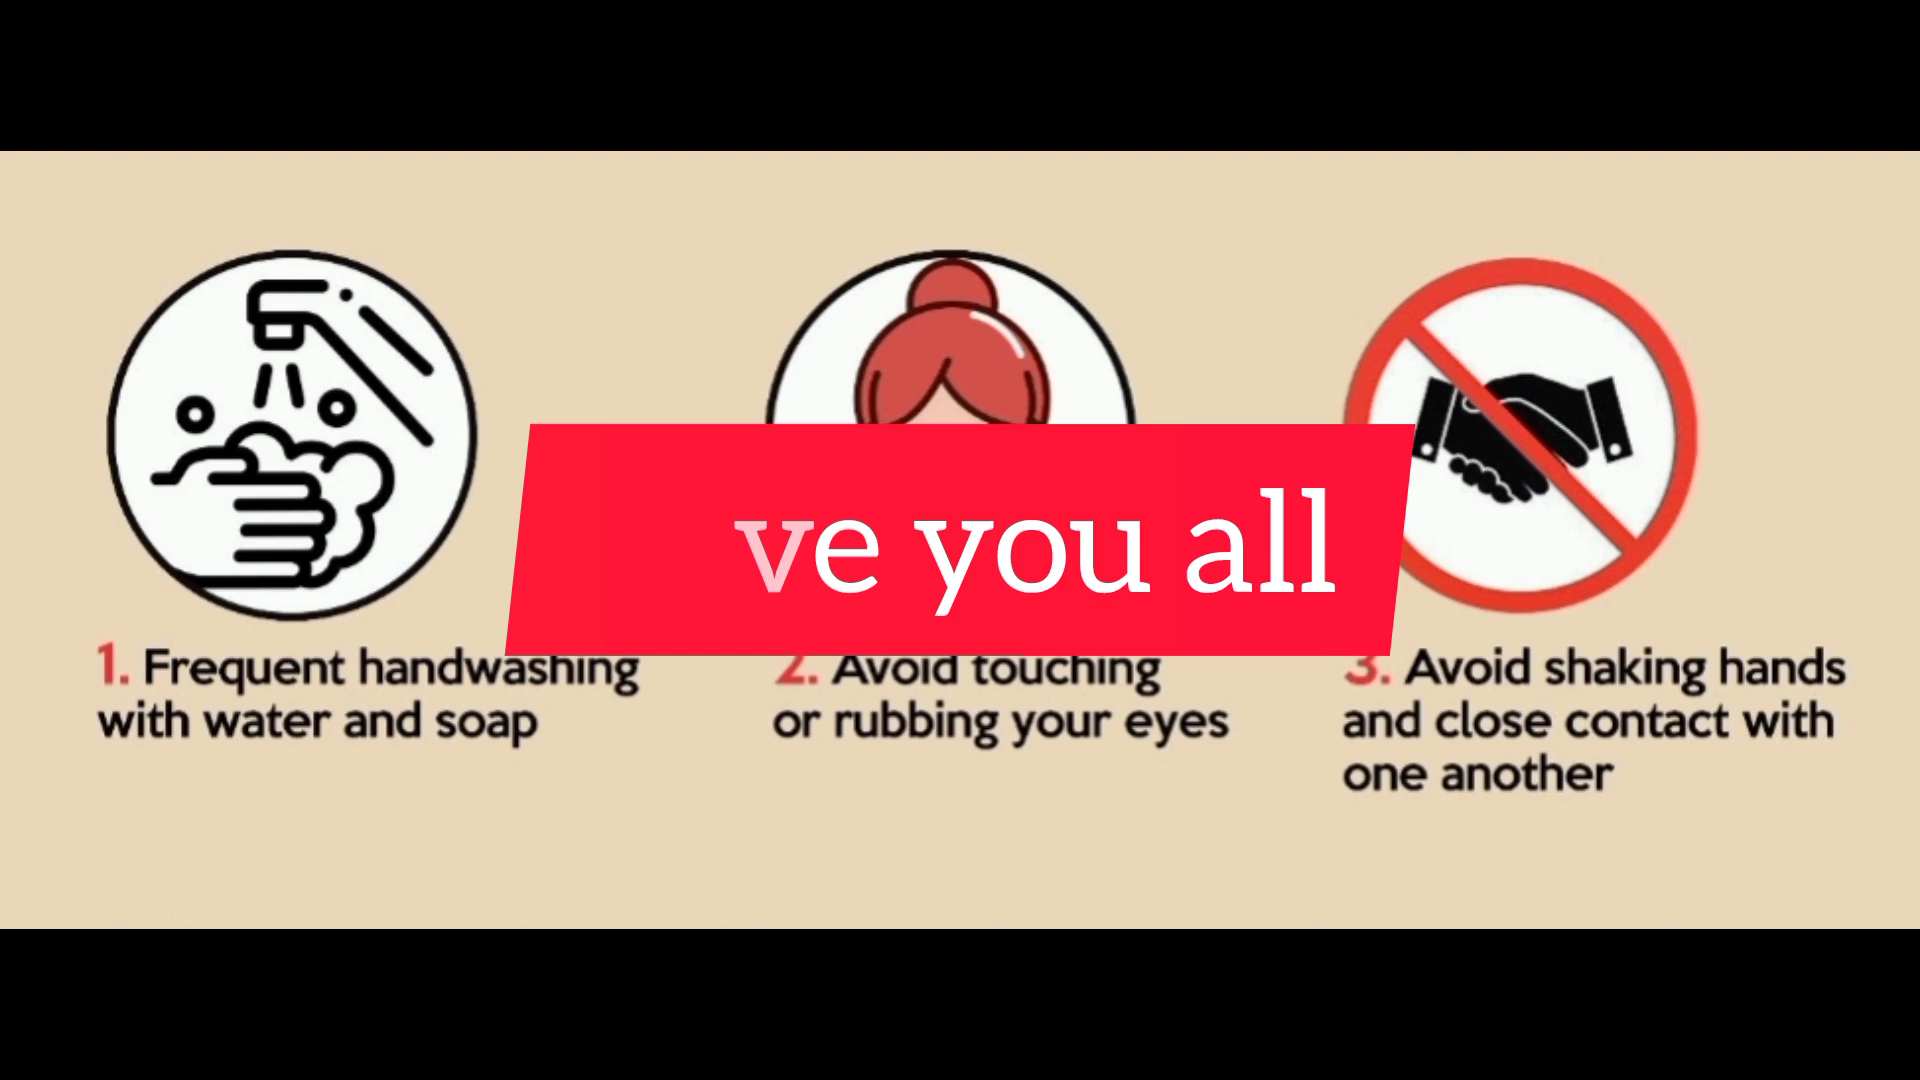 ve you all
1. Frequent handwashing
with water and soap
2. Avoid touching
or rubbing your eyes
3. Avoid shaking hands
and close contact with
one another